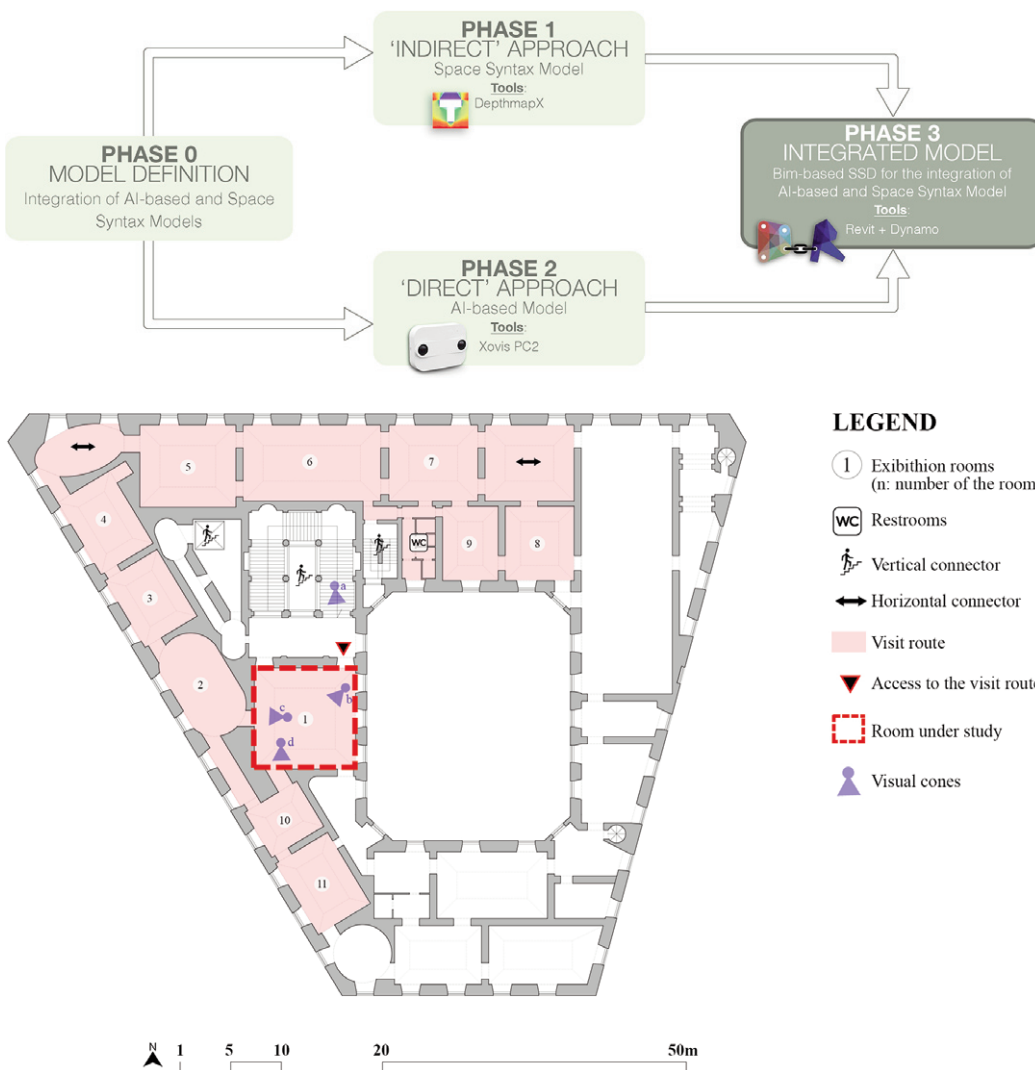 PHASE 1
'INDIRECT' APPROACH
Space Syntax Model
Tools:
DepthmapX
PHASE 0
MODEL DEFINITION
Integration of AI-based and Space
Syntax Models
PHASE 3
INTEGRATED MODEL
Bim-based SSD for the integration of
AI-based and Space Syntax Model
Tools:
Revit + Dynamo
PHASE 2
'DIRECT' APPROACH
AI-based Model
Tools:
Xovis PC2
5
6
7
4
WC
9
8
3
a
2
b
c
1
d
10
11
LEGEND
1 Exibithion rooms
(n: number of the room
WC Restrooms
Vertical connector
Horizontal connector
Visit route
Access to the visit route
Room under study
Visual cones
N 1 5 10 20 50m